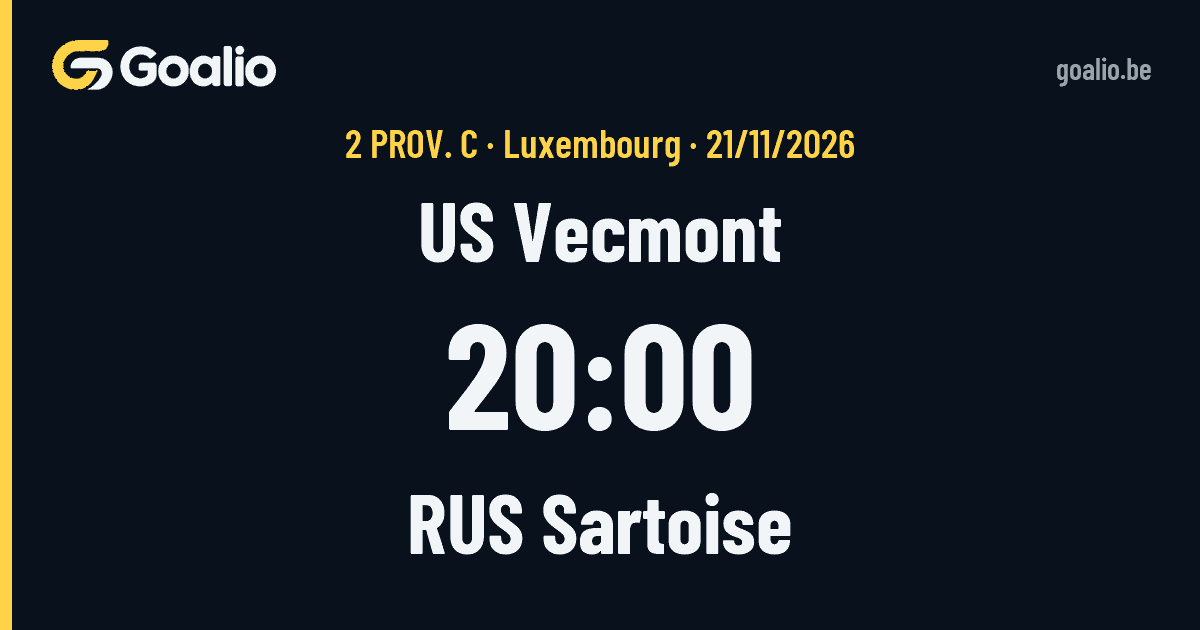 Goalio
goalio.be
2 PROV. C · Luxembourg · 21/11/2026
US Vecmont
20:00
RUS Sartoise